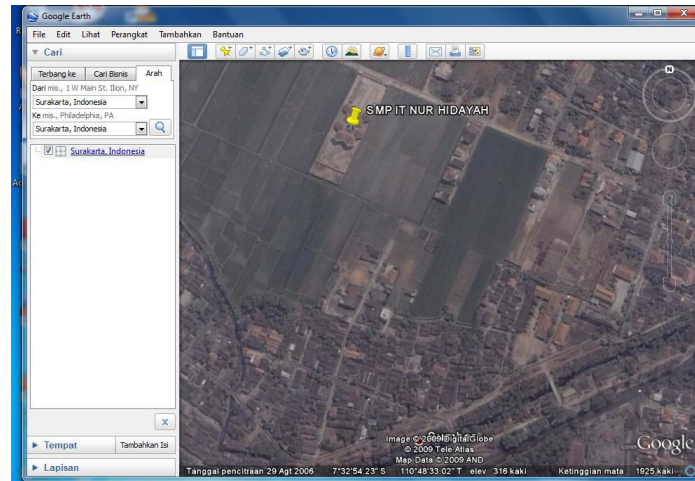 Google Earth
File Edit Lihat Perangkat Tambahkan Bantuan
Cari
Terbang ke Cari Bisnis Arah
Dari mis., 1 W Main St. Ilion, NY
Surakarta, Indonesia
Ke mis., Philadelphia, PA
Surakarta, Indonesia
Surakarta, Indonesia
Tempat
Tambahkan Isi
Lapisan
N
SMP IT NUR HIDAYAH
Image © 2009 DigitalGlobe
© 2009 Tele Atlas
Map Data © 2009 AND
©2009 Google
Tanggal pencitraan 29 Agt 2006 7°32'54.23" S 110°48'33.02" T elev 316 kaki Ketinggian mata 1925 kaki